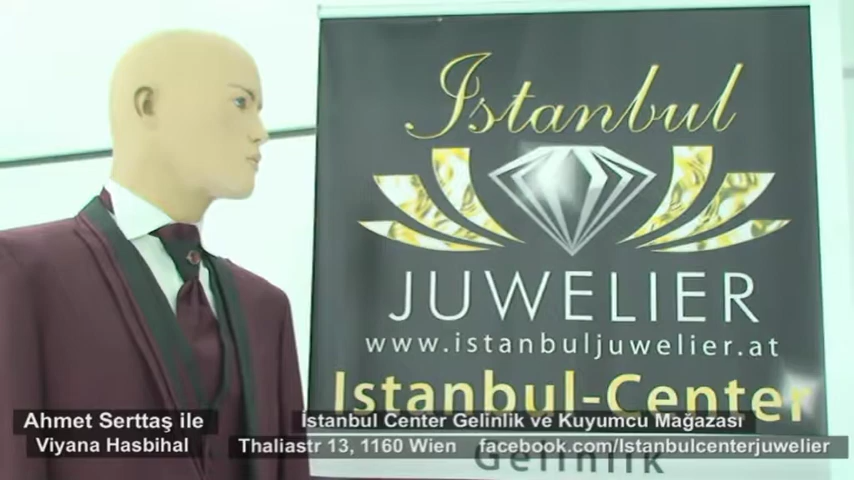 Istanbul
JUWELIER
www.istanbuljuwelier.at
Istanbul-Center
Gelinlik
Ahmet Serttaş ile
Viyana Hasbihal
İstanbul Center Gelinlik ve Kuyumcu Mağazası
Thaliastr 13, 1160 Wien facebook.com/Istanbulcenterjuwelier